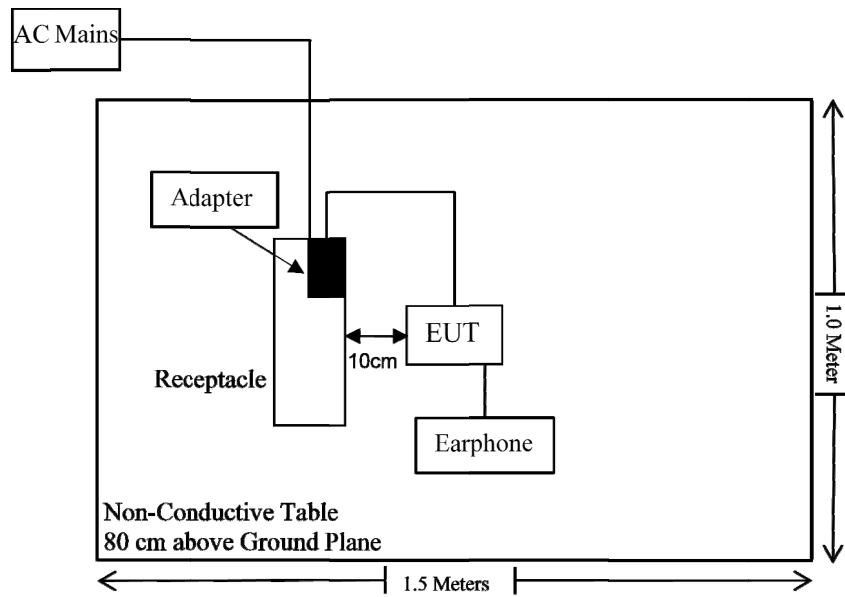 AC Mains
Adapter
EUT
10cm
Receptacle
Earphone
1.0 Meter
Non-Conductive Table
80 cm above Ground Plane
1.5 Meters